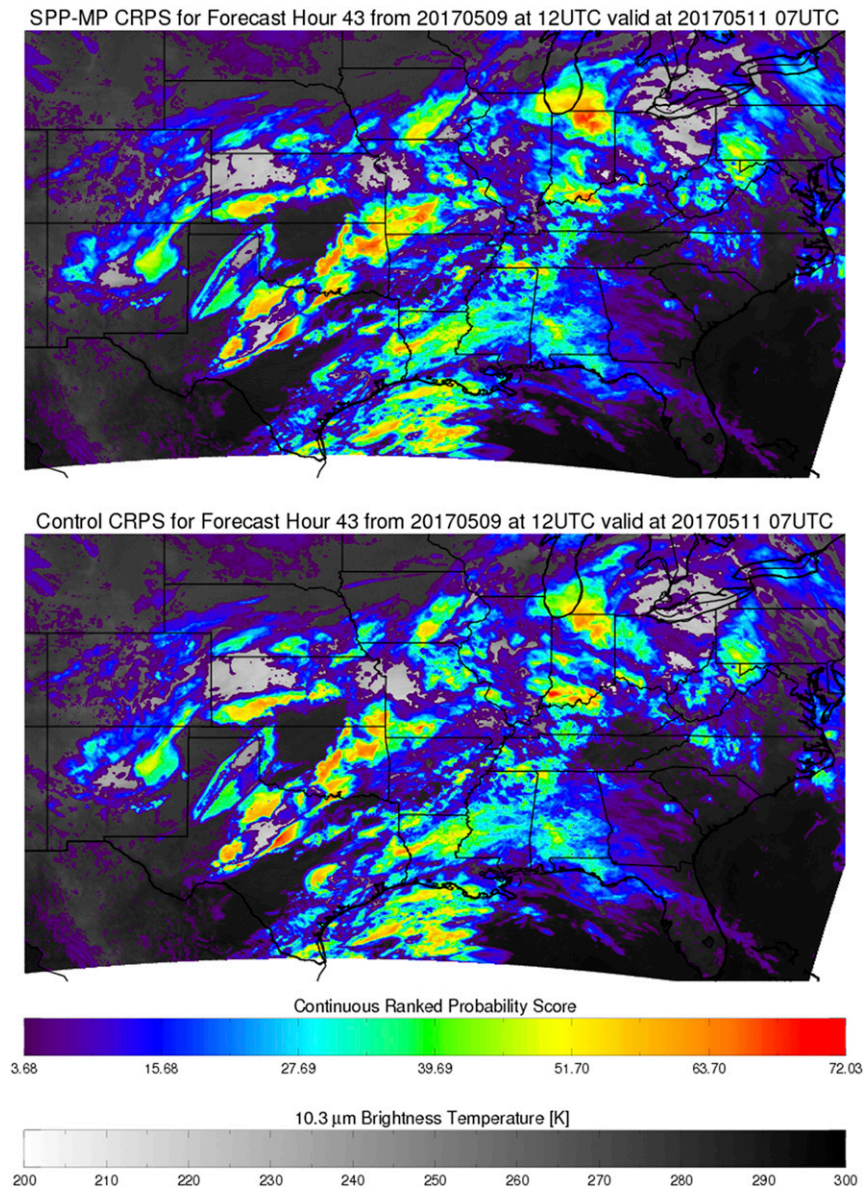 SPP-MP CRPS for Forecast Hour 43 from 20170509 at 12UTC valid at 20170511 07UTC
Control CRPS for Forecast Hour 43 from 20170509 at 12UTC valid at 20170511 07UTC
Continuous Ranked Probability Score
3.68 15.68 27.69 39.69 51.70 63.70 72.03
10.3 μm Brightness Temperature [K]
200 210 220 230 240 250 260 270 280 290 300